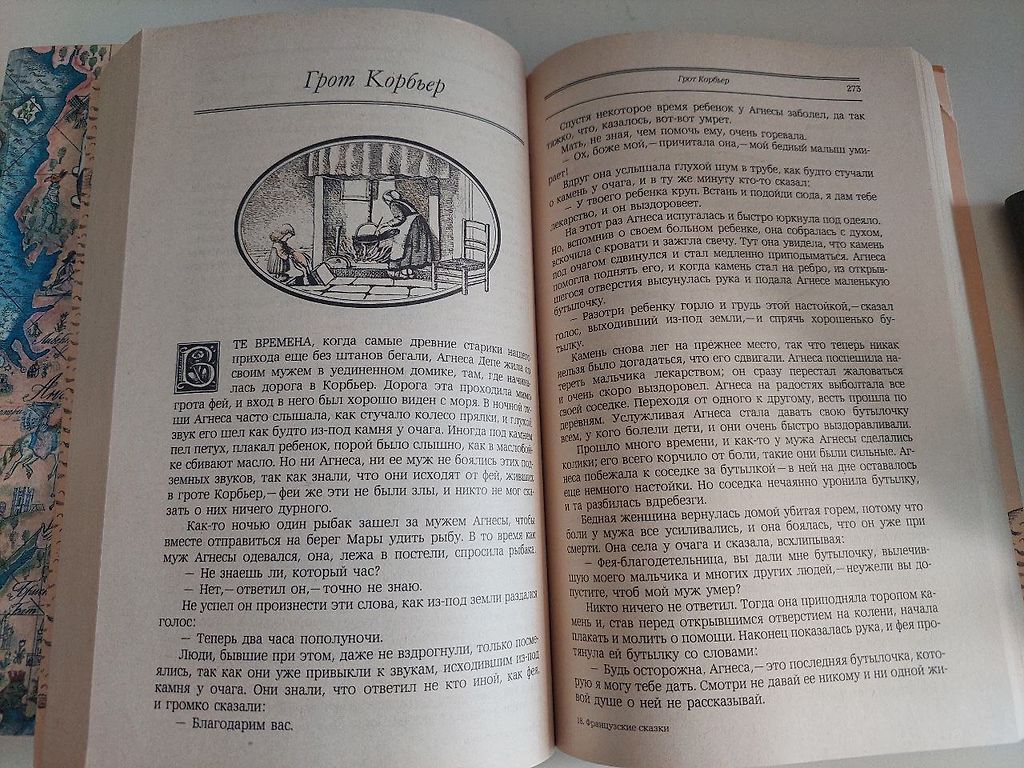 Грот Корбьер
В ТЕ ВРЕМЕНА, когда самые древние старики нашего
прихода еще без штанов бегали, Агнеса Депе жила со
своим мужем в уединенном домике, там, где начина-
лась дорога в Корбьер. Дорога эта проходила мимо
грота фей, и вход в него был хорошо виден с моря. В ночной ти-
ши Агнеса часто слышала, как стучало колесо прялки, и глухой
звук его шел как будто из-под камня у очага. Иногда под камнем
пел петух, плакал ребенок, порой было слышно, как в маслобой-
ке сбивают масло. Но ни Агнеса, ни ее муж не боялись этих под-
земных звуков, так как знали, что они исходят от фей, живших
в гроте Корбьер,— феи же эти не были злы, и никто не мог ска-
зать о них ничего дурного.
Как-то ночью один рыбак зашел за мужем Агнесы, чтобы
вместе отправиться на берег Мары удить рыбу. В то время как
муж Агнесы одевался, она, лежа в постели, спросила рыбака:
— Не знаешь ли, который час?
— Нет,— ответил он,— точно не знаю.
Не успел он произнести эти слова, как из-под земли раздался
голос:
— Теперь два часа пополуночи.
Люди, бывшие при этом, даже не вздрогнули, только посме-
ялись, так как они уже привыкли к звукам, исходившим из-под
камня у очага. Они знали, что ответил не кто иной, как фея,
и громко сказали:
— Благодарим вас.
Грот Корбьер
273
Спустя некоторое время ребенок у Агнесы заболел, да так
тяжко, что, казалось, вот-вот умрет.
Мать, не зная, чем помочь ему, очень горевала.
— Ох, боже мой,— причитала она,— мой бедный малыш уми-
рает!
Вдруг она услышала глухой шум в трубе, как будто стучали
о камень у очага, и в ту же минуту кто-то сказал:
— У твоего ребенка круп. Встань и подойди сюда, я дам тебе
лекарство, и он выздоровеет.
На этот раз Агнеса испугалась и быстро юркнула под одеяло.
Но, вспомнив о своем больном ребенке, она собралась с духом,
вскочила с кровати и зажгла свечу. Тут она увидела, что камень
под очагом сдвинулся и стал медленно приподыматься. Агнеса
помогла поднять его, и когда камень стал на ребро, из открыв-
шегося отверстия высунулась рука и подала Агнесе маленькую
бутылочку.
— Разотри ребенку горло и грудь этой настойкой,— сказал
голос, выходивший из-под земли,— и спрячь хорошенько бу-
тылку.
Камень снова лег на прежнее место, так что теперь никак
нельзя было догадаться, что его сдвигали. Агнеса поспешила на-
тереть мальчика лекарством; он сразу перестал жаловаться
и очень скоро выздоровел. Агнеса на радостях выболтала все
своей соседке. Переходя от одного к другому, весть прошла по
деревням. Услужливая Агнеса стала давать свою бутылочку
всем, у кого болели дети, и они очень быстро выздоравливали.
Прошло много времени, и как-то у мужа Агнесы сделались
колики; его всего корчило от боли, такие они были сильные. Аг-
неса побежала к соседке за бутылкой — в ней на дне оставалось
еще немного настойки. Но соседка нечаянно уронила бутылку,
и та разбилась вдребезги.
Бедная женщина вернулась домой убитая горем, потому что
боли у мужа все усиливались, и она боялась, что он уже при
смерти. Она села у очага и сказала, всхлипывая:
— Фея-благодетельница, вы дали мне бутылочку, вылечив-
шую моего мальчика и многих других людей,— неужели вы до-
пустите, чтоб мой муж умер?
Никто ничего не ответил. Тогда она приподняла торопом ка-
мень и, став перед открывшимся отверстием на колени, начала
плакать и молить о помощи. Наконец показалась рука, и фея про-
тянула ей бутылку со словами:
— Будь осторожна, Агнеса,— это последняя бутылочка, кото-
рую я могу тебе дать. Смотри не давай ее никому и ни одной жи-
вой душе о ней не рассказывай.
18. Французские сказки